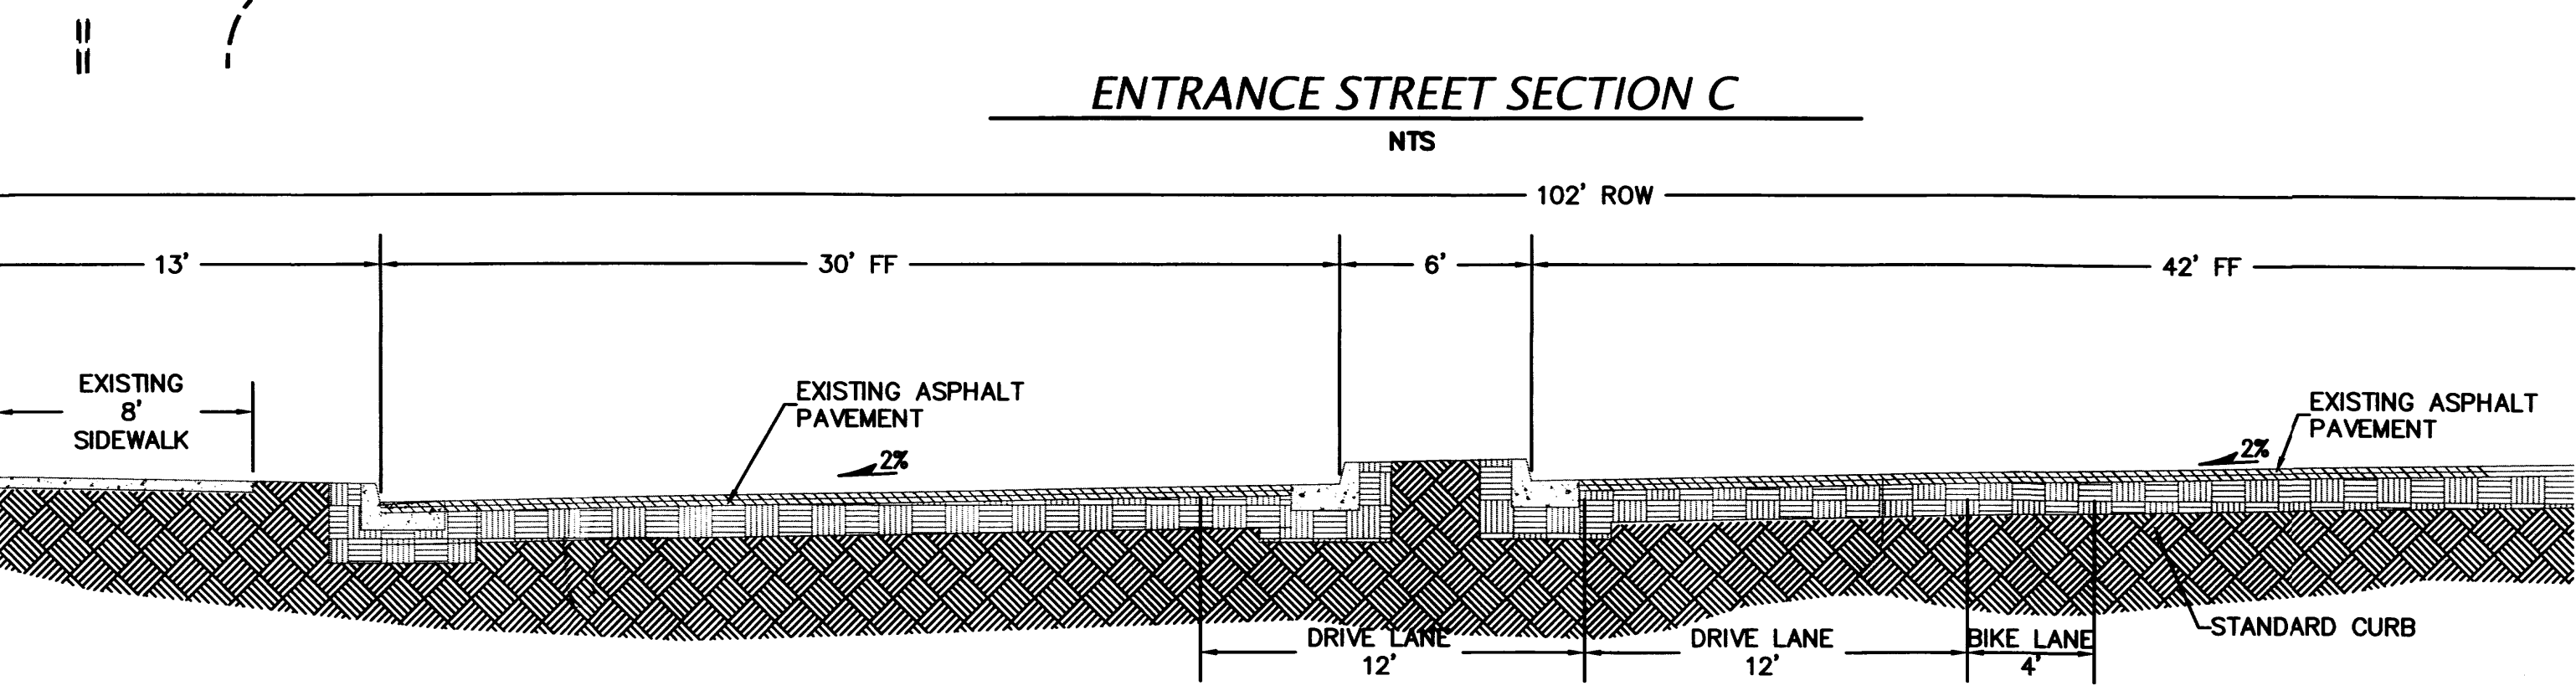 ENTRANCE STREET SECTION C
NTS
102' ROW
13'
30' FF
6'
42' FF
EXISTING
8'
SIDEWALK
EXISTING ASPHALT
PAVEMENT
2%
2%
EXISTING ASPHALT
PAVEMENT
DRIVE LANE
12'
DRIVE LANE
12'
BIKE LANE
4'
STANDARD CURB